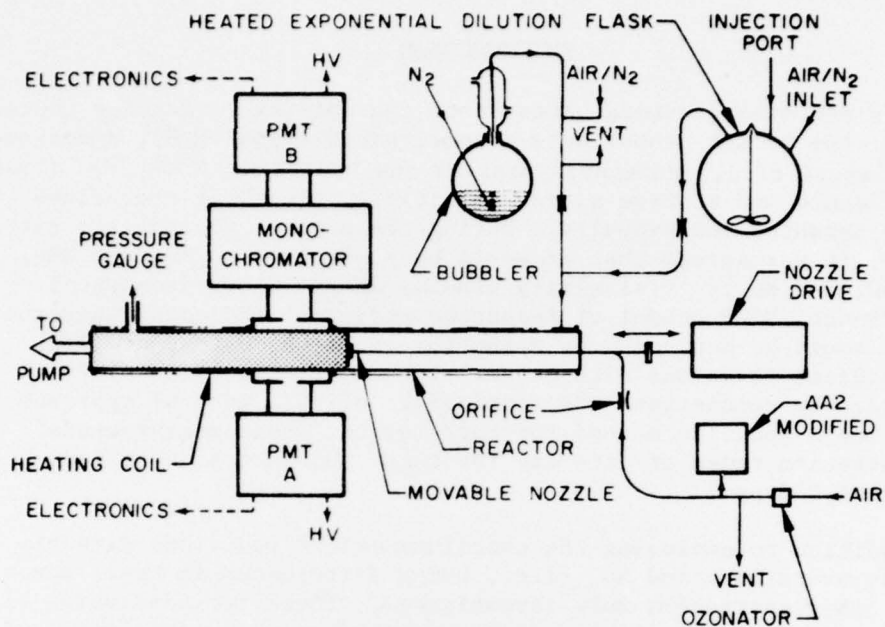 HEATED EXPONENTIAL DILUTION FLASK
INJECTION
PORT
ELECTRONICS
HV
N2
AIR/N2
AIR/N2
INLET
PMT
B
VENT
MONO-
CHROMATOR
PRESSURE
GAUGE
BUBBLER
NOZZLE
DRIVE
TO
PUMP
ORIFICE
AA2
MODIFIED
REACTOR
HEATING COIL
PMT
A
MOVABLE NOZZLE
AIR
ELECTRONICS
HV
VENT
OZONATOR